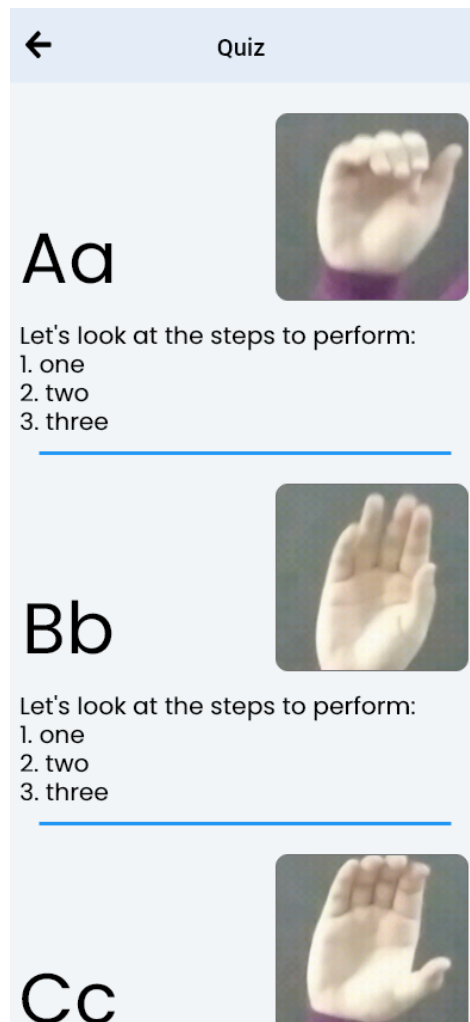 Quiz
Aa
Let's look at the steps to perform:
1. one
2. two
3. three
Bb
Let's look at the steps to perform:
1. one
2. two
3. three
Cc